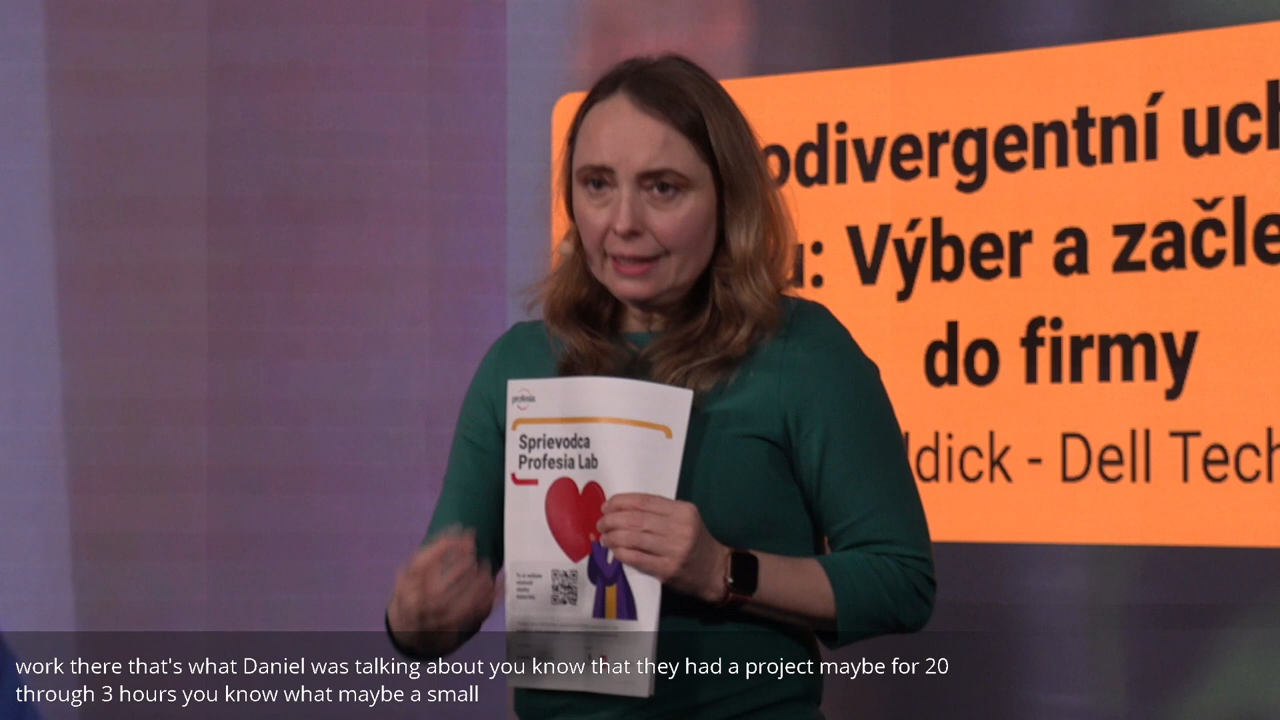 odivergentní uch
u: Výber a začle
do firmy
ldick - Dell Tech
profesia
Sprievodca
Profesia Lab
work there that's what Daniel was talking about you know that they had a project maybe for 20
through 3 hours you know what maybe a small